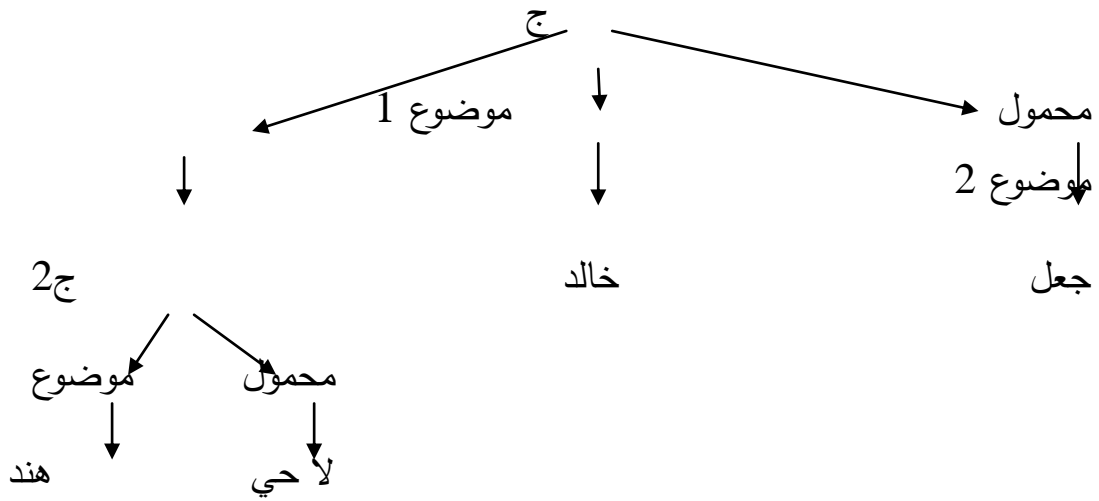 ج
محمول
موضوع 1
موضوع 2
جعل
خالد
ج2
محمول
موضوع
لا حي
هند